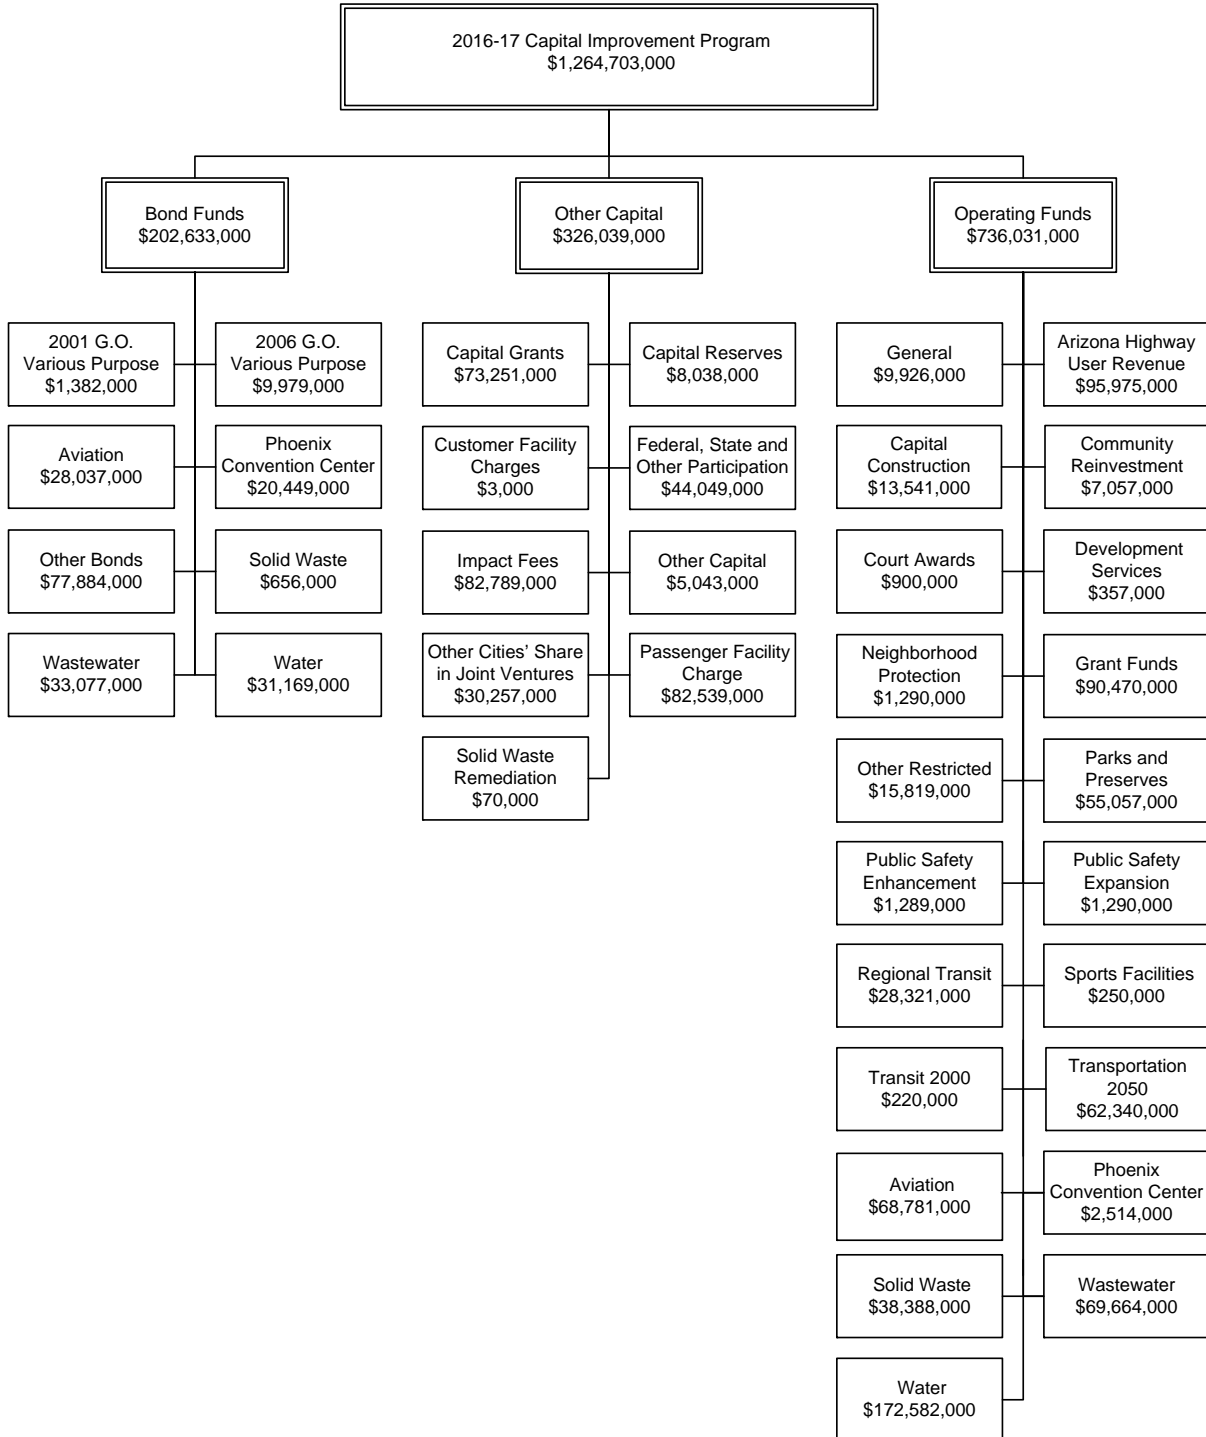 2016-17 Capital Improvement Program
$1,264,703,000
Bond Funds
$202,633,000
Other Capital
$326,039,000
Operating Funds
$736,031,000
2001 G.O.
Various Purpose
$1,382,000
2006 G.O.
Various Purpose
$9,979,000
Aviation
$28,037,000
Phoenix
Convention Center
$20,449,000
Other Bonds
$77,884,000
Solid Waste
$656,000
Wastewater
$33,077,000
Water
$31,169,000
Capital Grants
$73,251,000
Capital Reserves
$8,038,000
Customer Facility
Charges
$3,000
Federal, State and
Other Participation
$44,049,000
Impact Fees
$82,789,000
Other Capital
$5,043,000
Other Cities’ Share
in Joint Ventures
$30,257,000
Passenger Facility
Charge
$82,539,000
Solid Waste
Remediation
$70,000
General
$9,926,000
Arizona Highway
User Revenue
$95,975,000
Capital
Construction
$13,541,000
Community
Reinvestment
$7,057,000
Court Awards
$900,000
Development
Services
$357,000
Neighborhood
Protection
$1,290,000
Grant Funds
$90,470,000
Other Restricted
$15,819,000
Parks and
Preserves
$55,057,000
Public Safety
Enhancement
$1,289,000
Public Safety
Expansion
$1,290,000
Regional Transit
$28,321,000
Sports Facilities
$250,000
Transit 2000
$220,000
Transportation
2050
$62,340,000
Aviation
$68,781,000
Phoenix
Convention Center
$2,514,000
Solid Waste
$38,388,000
Wastewater
$69,664,000
Water
$172,582,000